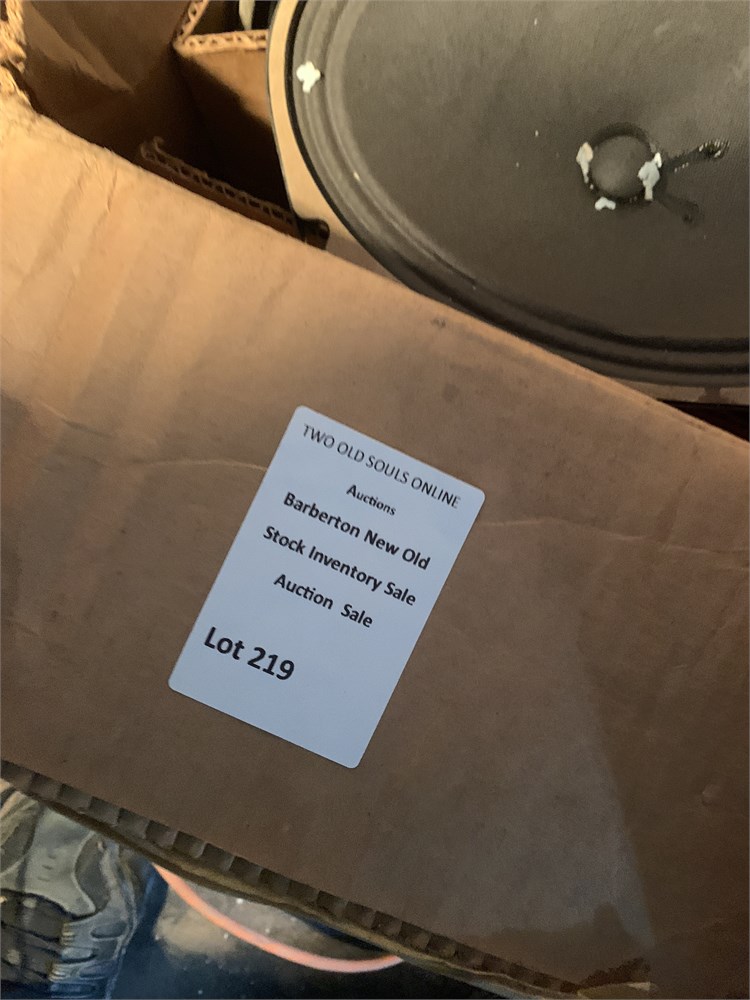 TWO OLD SOULS ONLINE
Auctions
Barberton New Old
Stock Inventory Sale
Auction Sale
Lot 219